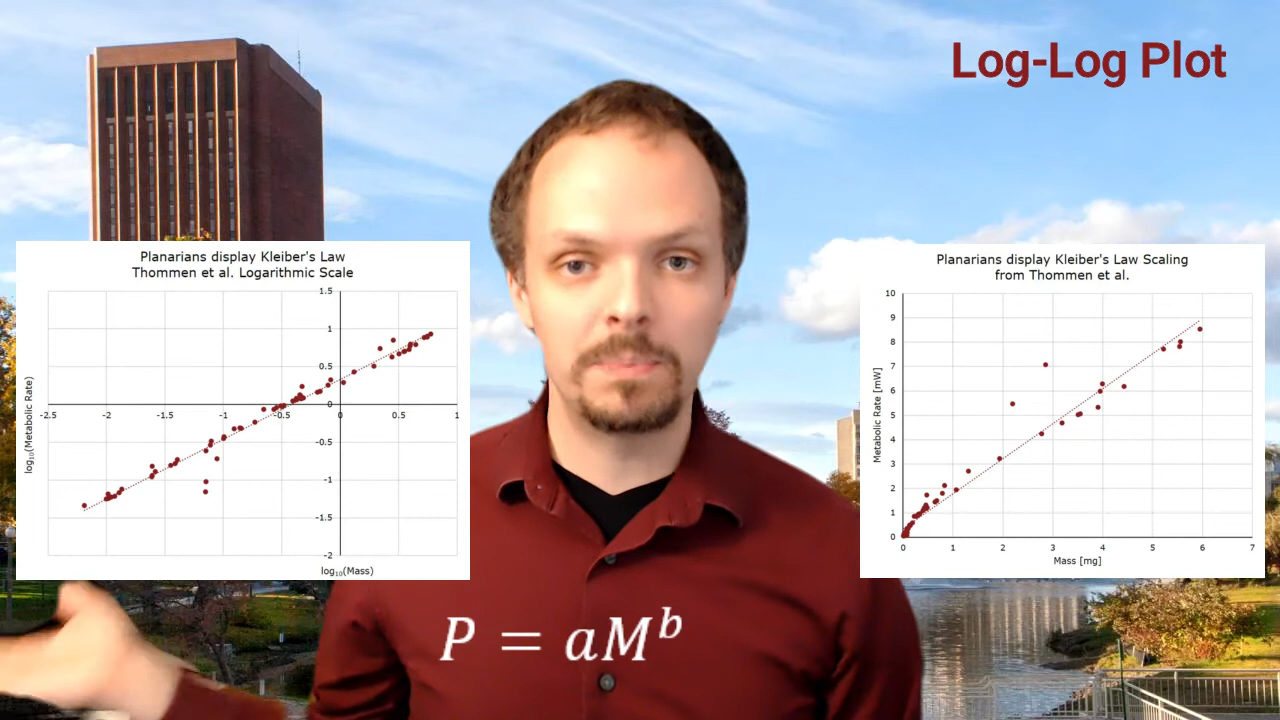 Log-Log Plot
Planarians display Kleiber's Law
Thommen et al. Logarithmic Scale
1.5
1
0.5
0
-2.5 -2 -1.5 -1 -0.5 0 0.5 1
-0.5
-1
-1.5
-2
log₁₀(Metabolic Rate)
log₁₀(Mass)
Planarians display Kleiber's Law Scaling
from Thommen et al.
10
9
8
7
6
5
4
3
2
1
0
0 1 2 3 4 5 6 7
Metabolic Rate [mW]
Mass [mg]
P = aMᵇ